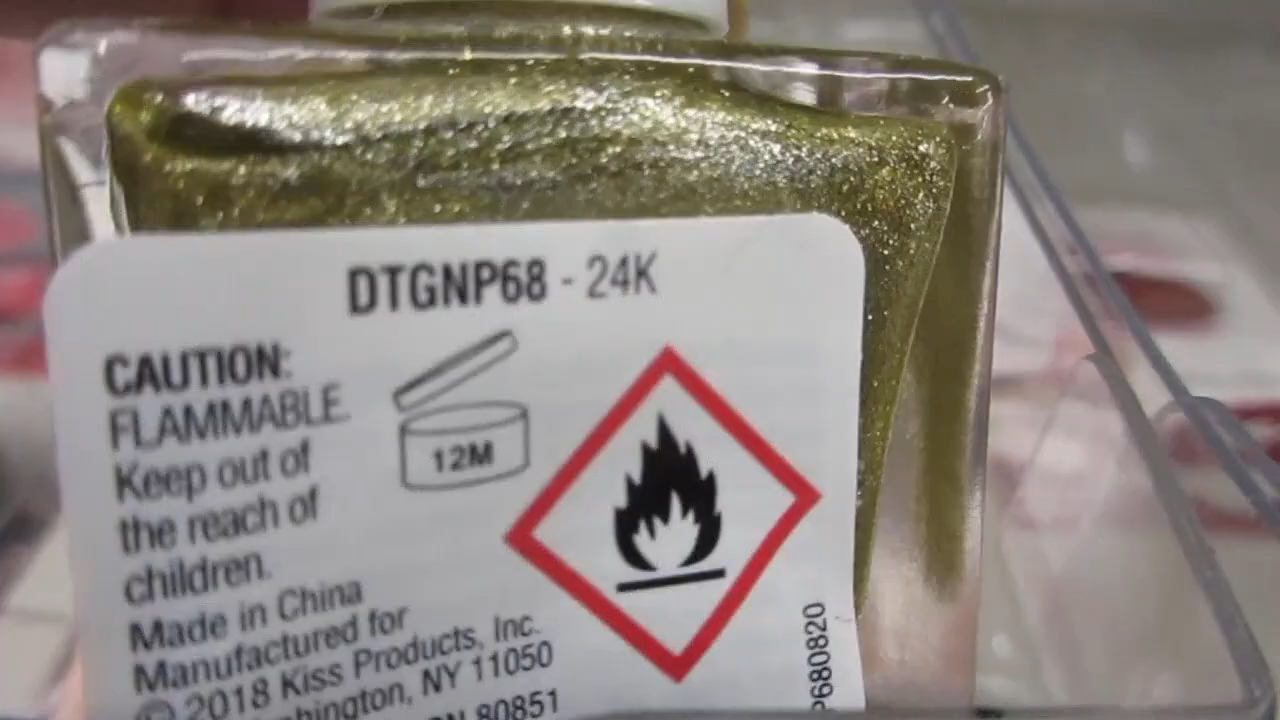 DTGNP68 - 24K
CAUTION:
FLAMMABLE.
Keep out of
the reach of
children.
12M
Made in China
Manufactured for
© 2018 Kiss Products, Inc.
hington, NY 11050
80851
P680820